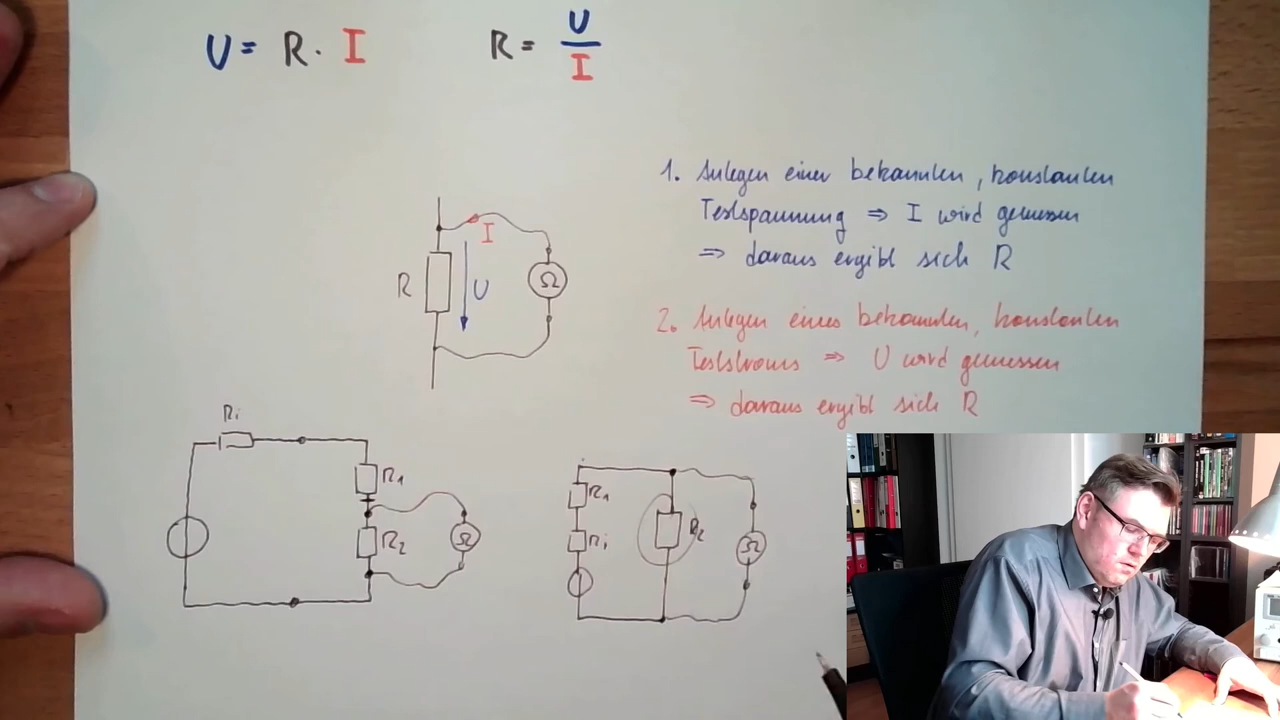 U = R · I
R = U / I
1. Anlegen einer bekannten, konstanten
Testspannung ⇒ I wird gemessen
⇒ daraus ergibt sich R
I
R
U
Ω
2. Anlegen eines bekannten, konstanten
Teststroms ⇒ U wird gemessen
⇒ daraus ergibt sich R
Ri
R1
R2
Ω
R1
Ri
R2
Ω